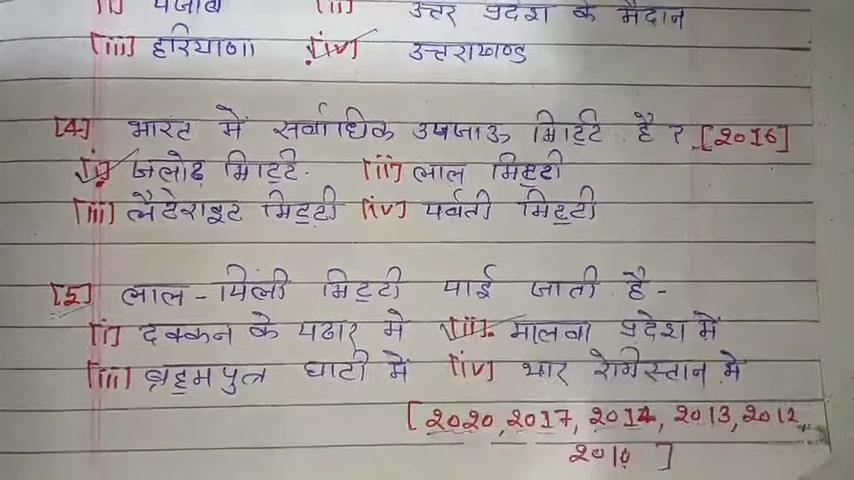 [i] पंजाब [ii] उत्तर प्रदेश के मैदान
[iii] हरियाणा [iv] उत्तराखण्ड
[4] भारत में सर्वाधिक उपजाऊ मिट्टि है ? [2016]
[i] जलोढ़ मिट्टि. [ii] लाल मिट्टी
[iii] लैटेराइट मिट्टी [iv] पर्वती मिट्टी
[5] लाल - पिली मिट्टी पाई जाती है -
[i] दक्कन के पठार मे [ii] मालवा प्रदेश में
[iii] ब्रह्मपुत्र घाटी में [iv] थार रेगिस्तान मे
[2020, 2017, 2014, 2013, 2012
2010 ]